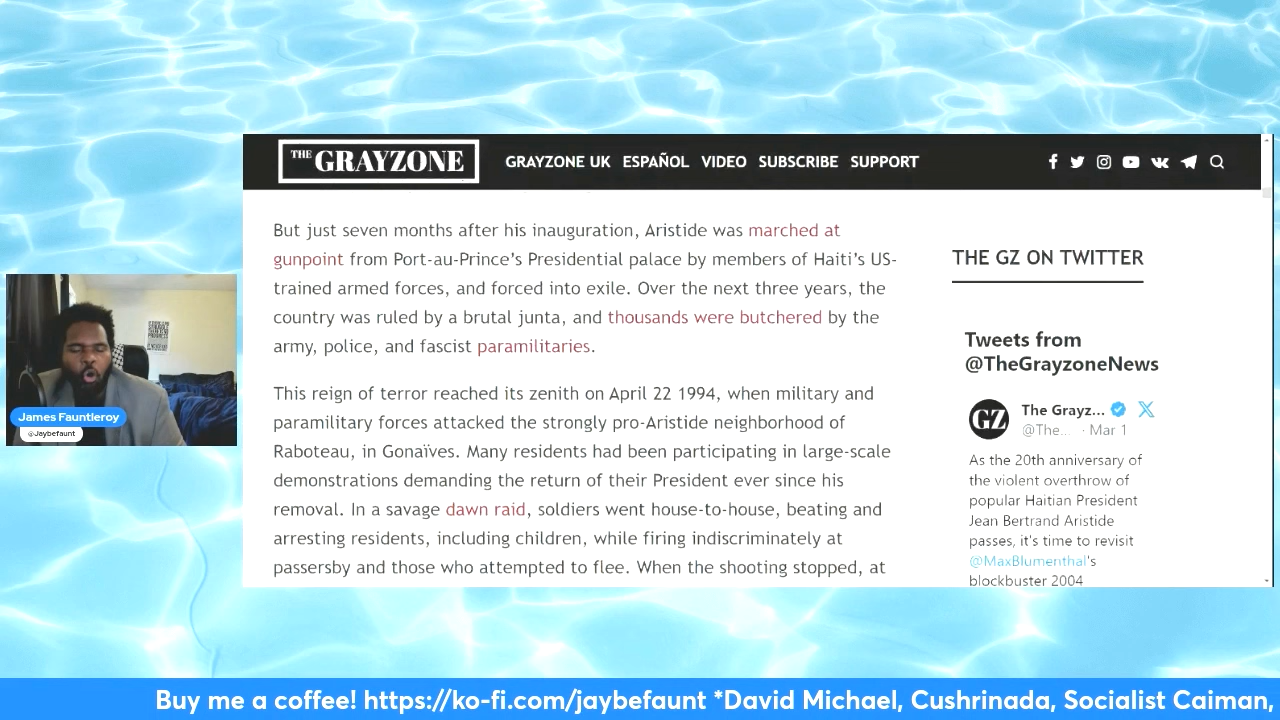 THE GRAYZONE
GRAYZONE UK ESPAÑOL VIDEO SUBSCRIBE SUPPORT
But just seven months after his inauguration, Aristide was marched at
gunpoint from Port-au-Prince’s Presidential palace by members of Haiti’s US-
trained armed forces, and forced into exile. Over the next three years, the
country was ruled by a brutal junta, and thousands were butchered by the
army, police, and fascist paramilitaries.
This reign of terror reached its zenith on April 22 1994, when military and
paramilitary forces attacked the strongly pro-Aristide neighborhood of
Raboteau, in Gonaïves. Many residents had been participating in large-scale
demonstrations demanding the return of their President ever since his
removal. In a savage dawn raid, soldiers went house-to-house, beating and
arresting residents, including children, while firing indiscriminately at
passersby and those who attempted to flee. When the shooting stopped, at
THE GZ ON TWITTER
Tweets from
@TheGrayzoneNews
GZ
The Grayz...
@The... · Mar 1
As the 20th anniversary of
the violent overthrow of
popular Haitian President
Jean Bertrand Aristide
passes, it's time to revisit
@MaxBlumenthal's
blockbuster 2004
James Fauntleroy
@Jaybefaunt
Buy me a coffee! https://ko-fi.com/jaybefaunt *David Michael, Cushrinada, Socialist Caiman,